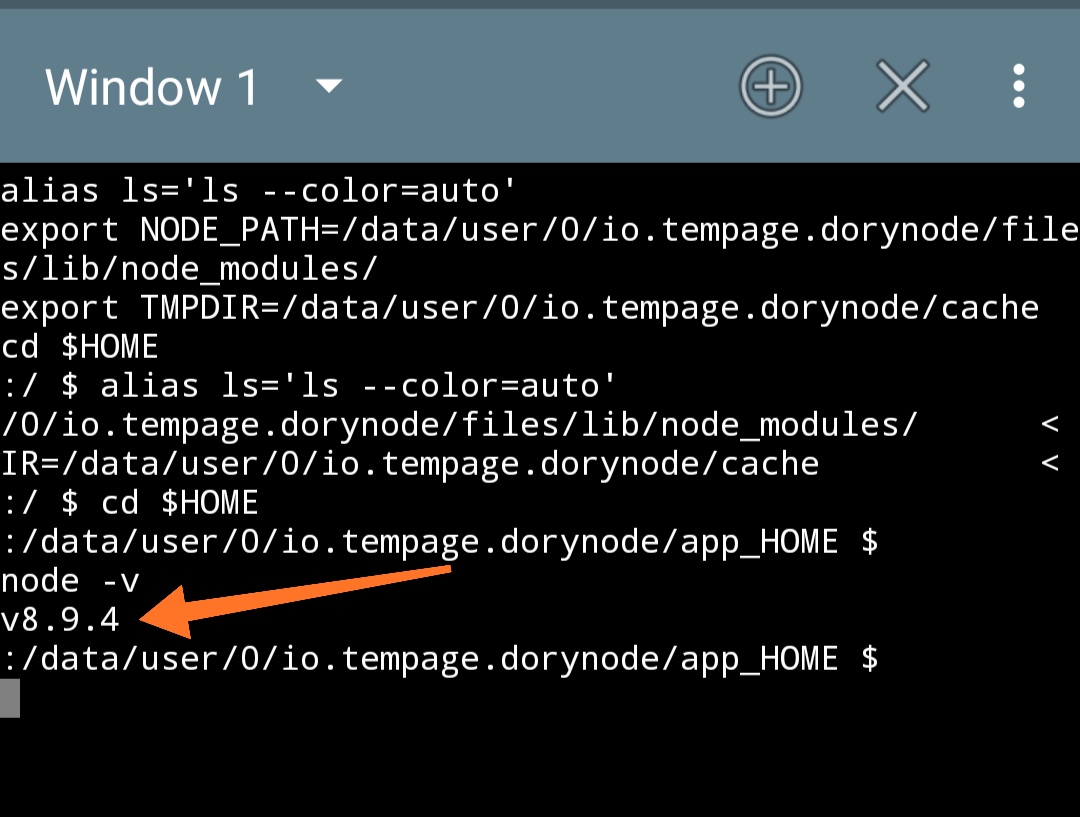 Window 1
alias ls='ls --color=auto'
export NODE_PATH=/data/user/0/io.tempage.dorynode/file
s/lib/node_modules/
export TMPDIR=/data/user/0/io.tempage.dorynode/cache
cd $HOME
:/ $ alias ls='ls --color=auto'
/0/io.tempage.dorynode/files/lib/node_modules/      <
IR=/data/user/0/io.tempage.dorynode/cache           <
:/ $ cd $HOME
:/data/user/0/io.tempage.dorynode/app_HOME $
node -v
v8.9.4
:/data/user/0/io.tempage.dorynode/app_HOME $